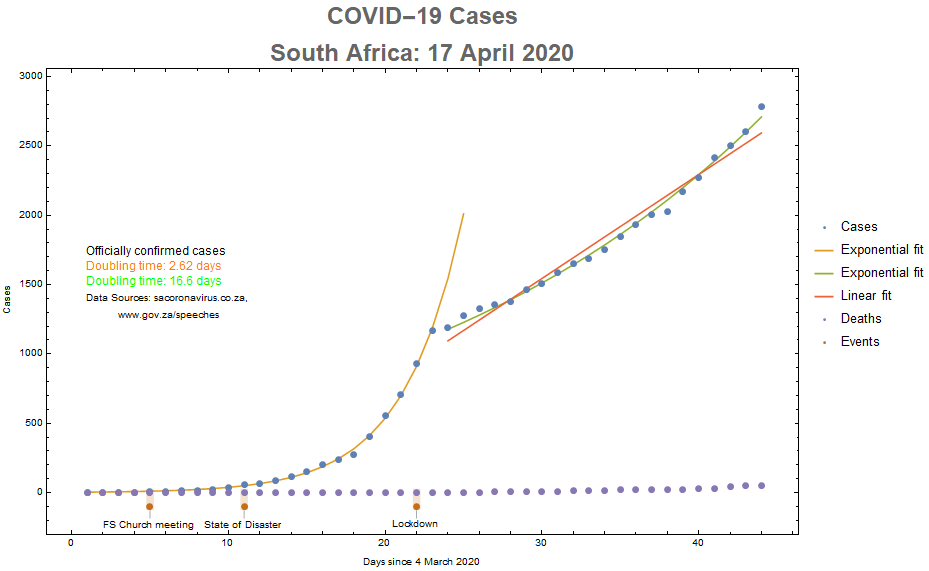 COVID–19 Cases
South Africa: 17 April 2020
3000
2500
2000
1500
1000
500
0
Cases
Officially confirmed cases
Doubling time: 2.62 days
Doubling time: 16.6 days
Data Sources: sacoronavirus.co.za,
www.gov.za/speeches
FS Church meeting
State of Disaster
Lockdown
0
10
20
30
40
Days since 4 March 2020
Cases
Exponential fit
Exponential fit
Linear fit
Deaths
Events